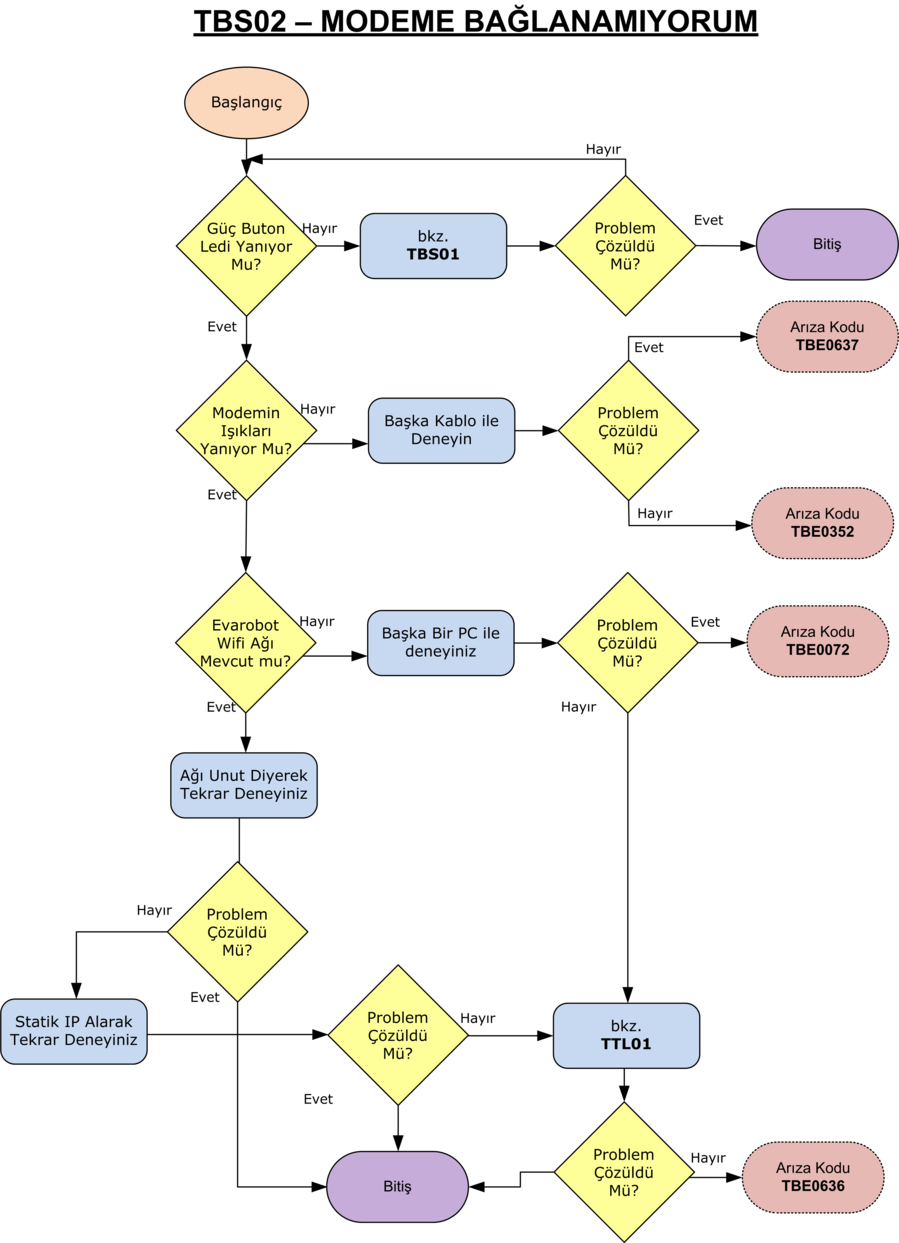 TBS02 – MODEME BAĞLANAMIYORUM
Başlangıç
Hayır
Güç Buton
Ledi Yanıyor
Mu?
Hayır
bkz.
TBS01
Problem
Çözüldü
Mü?
Evet
Bitiş
Evet
Arıza Kodu
TBE0637
Evet
Modemin
Işıkları
Yanıyor Mu?
Hayır
Başka Kablo ile
Deneyin
Problem
Çözüldü
Mü?
Evet
Hayır
Arıza Kodu
TBE0352
Evarobot
Wifi Ağı
Mevcut mu?
Hayır
Başka Bir PC ile
deneyiniz
Problem
Çözüldü
Mü?
Evet
Arıza Kodu
TBE0072
Evet
Hayır
Ağı Unut Diyerek
Tekrar Deneyiniz
Hayır
Problem
Çözüldü
Mü?
Evet
Statik IP Alarak
Tekrar Deneyiniz
Problem
Çözüldü
Mü?
Hayır
bkz.
TTL01
Evet
Bitiş
Problem
Çözüldü
Mü?
Hayır
Arıza Kodu
TBE0636